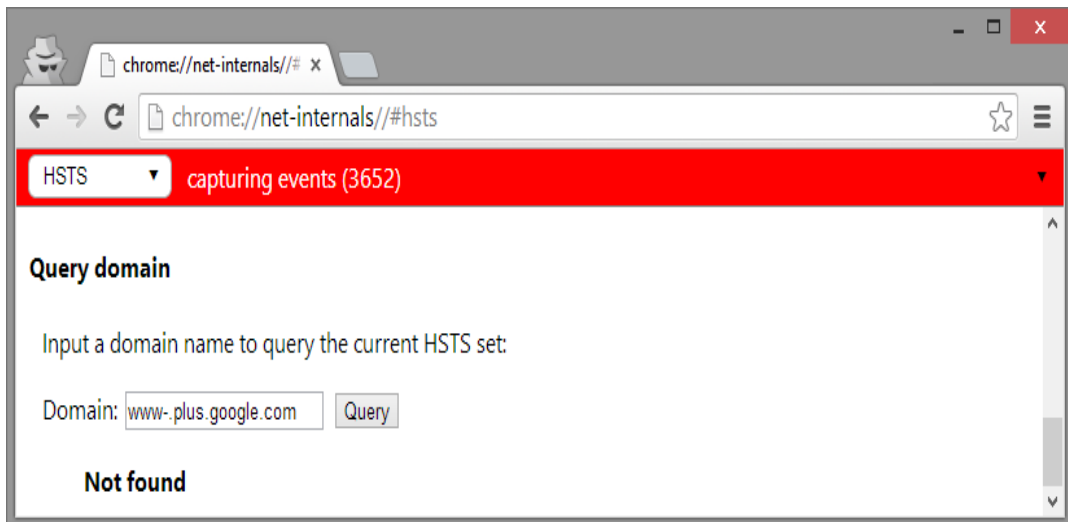 chrome://net-internals//#
chrome://net-internals//#hsts
HSTS capturing events (3652)
Query domain
Input a domain name to query the current HSTS set:
Domain: www-.plus.google.com Query
Not found